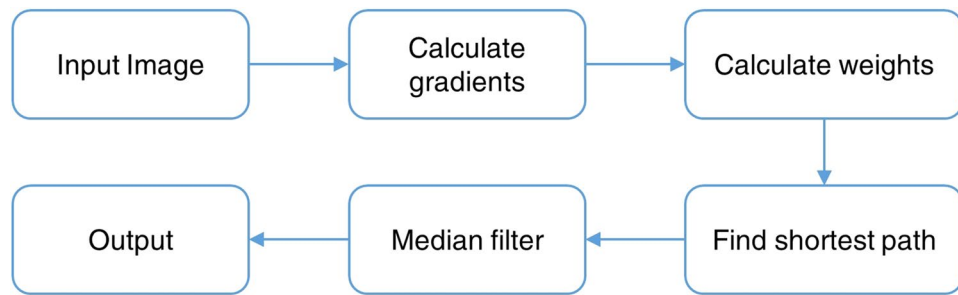 Input Image
Calculate
gradients
Calculate weights
Find shortest path
Median filter
Output